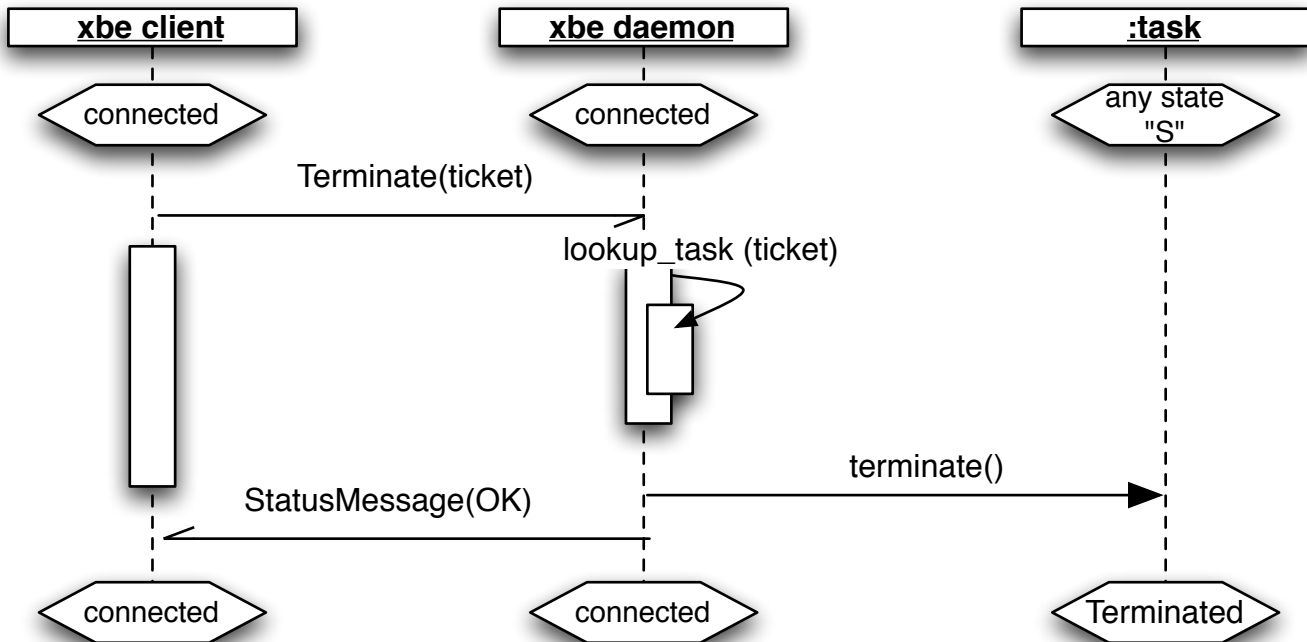 xbe client
xbe daemon
:task
connected
connected
any state
"S"
Terminate(ticket)
lookup_task (ticket)
terminate()
StatusMessage(OK)
connected
connected
Terminated